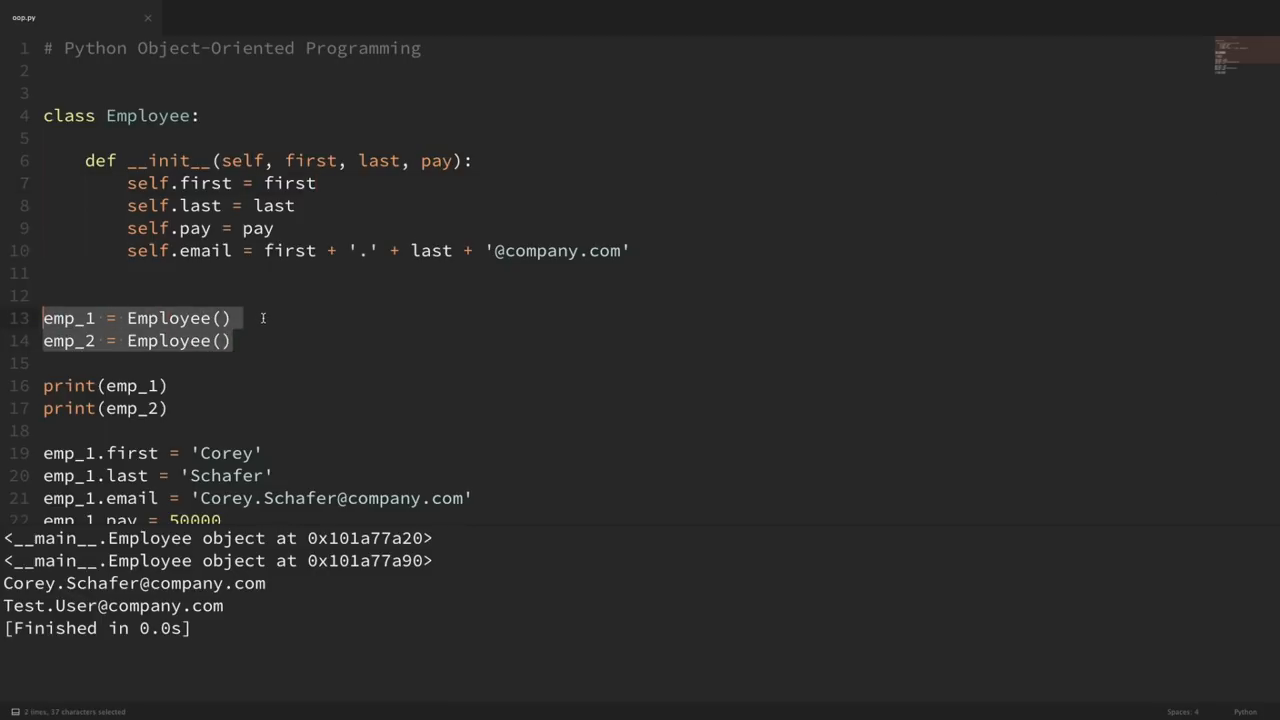 oop.py ×
1 # Python Object-Oriented Programming
2
3
4 class Employee:
5
6 def __init__(self, first, last, pay):
7 self.first = first
8 self.last = last
9 self.pay = pay
10 self.email = first + '.' + last + '@company.com'
11
12
13 emp_1 = Employee()
14 emp_2 = Employee()
15
16 print(emp_1)
17 print(emp_2)
18
19 emp_1.first = 'Corey'
20 emp_1.last = 'Schafer'
21 emp_1.email = 'Corey.Schafer@company.com'
22 emp_1.pay = 50000
<__main__.Employee object at 0x101a77a20>
<__main__.Employee object at 0x101a77a90>
Corey.Schafer@company.com
Test.User@company.com
[Finished in 0.0s]
2 lines, 37 characters selected Spaces: 4 Python